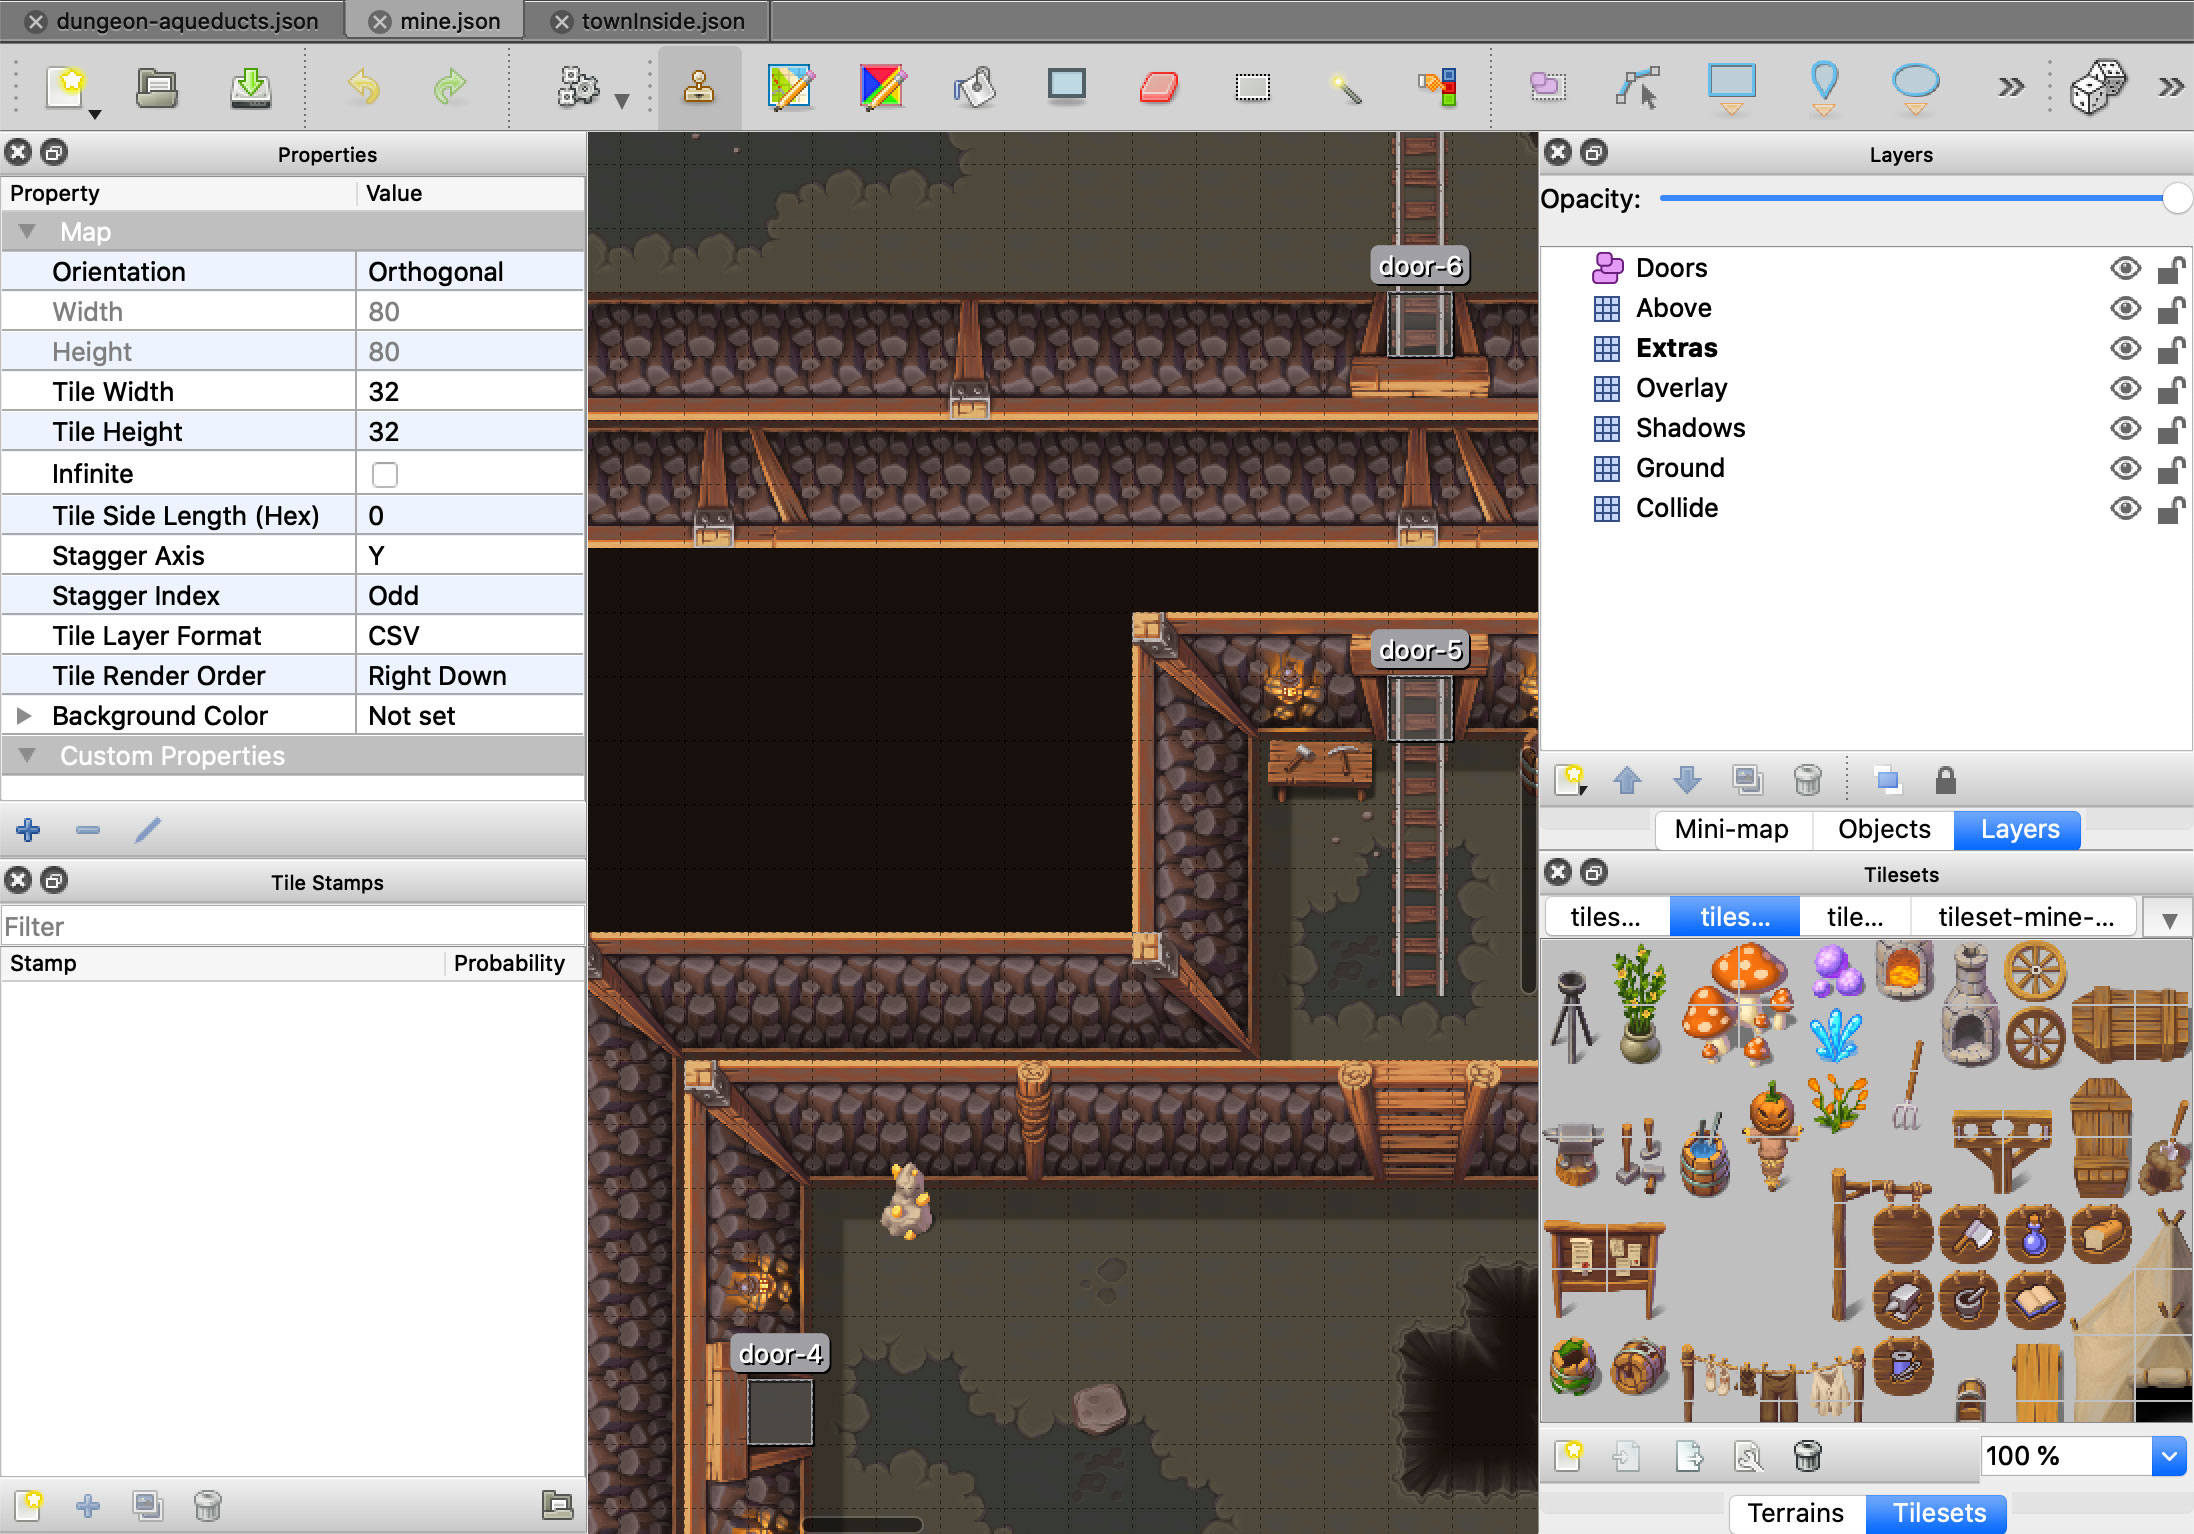 dungeon-aqueducts.json
mine.json
townInside.json
Properties
Property Value
Map
Orientation Orthogonal
Width 80
Height 80
Tile Width 32
Tile Height 32
Infinite
Tile Side Length (Hex) 0
Stagger Axis Y
Stagger Index Odd
Tile Layer Format CSV
Tile Render Order Right Down
Background Color Not set
Custom Properties
Tile Stamps
Filter
Stamp Probability
door-6
door-5
door-4
Layers
Opacity:
Doors
Above
Extras
Overlay
Shadows
Ground
Collide
Mini-map Objects Layers
Tilesets
tiles... tiles... tile... tileset-mine-...
100 %
Terrains Tilesets